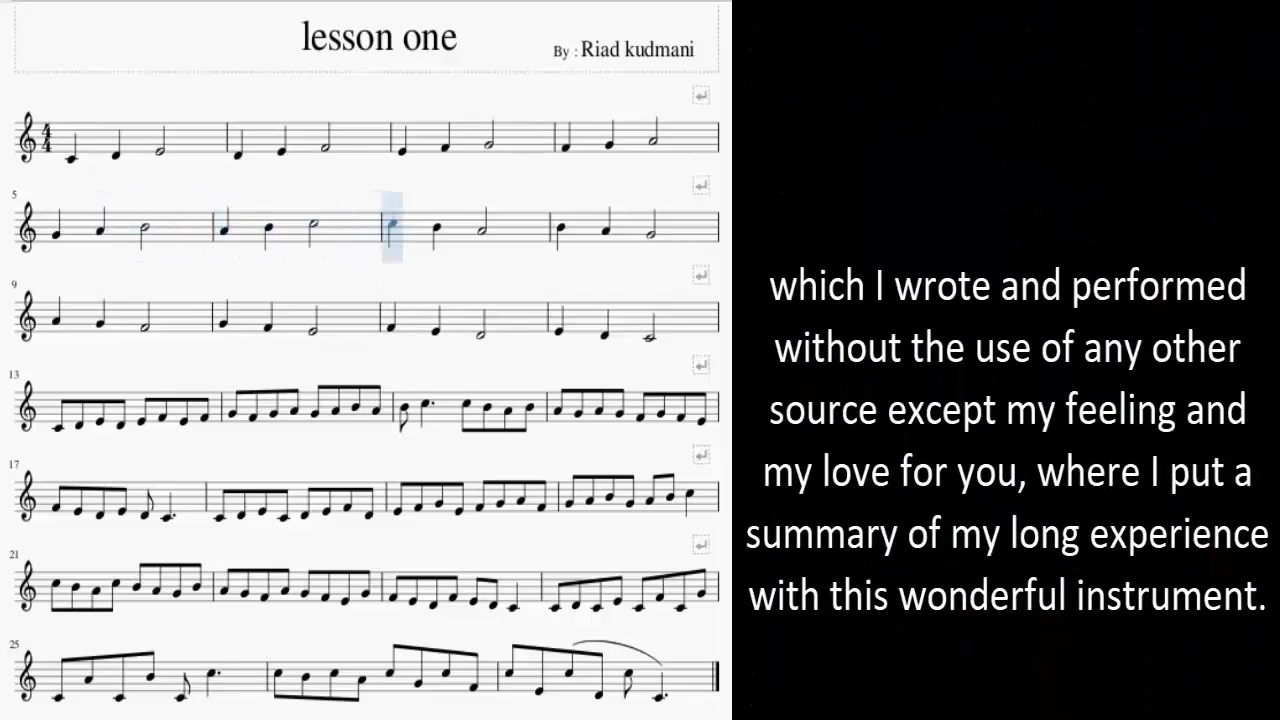 lesson one
By : Riad kudmani
4
4
5
9
13
17
21
25
which I wrote and performed
without the use of any other
source except my feeling and
my love for you, where I put a
summary of my long experience
with this wonderful instrument.